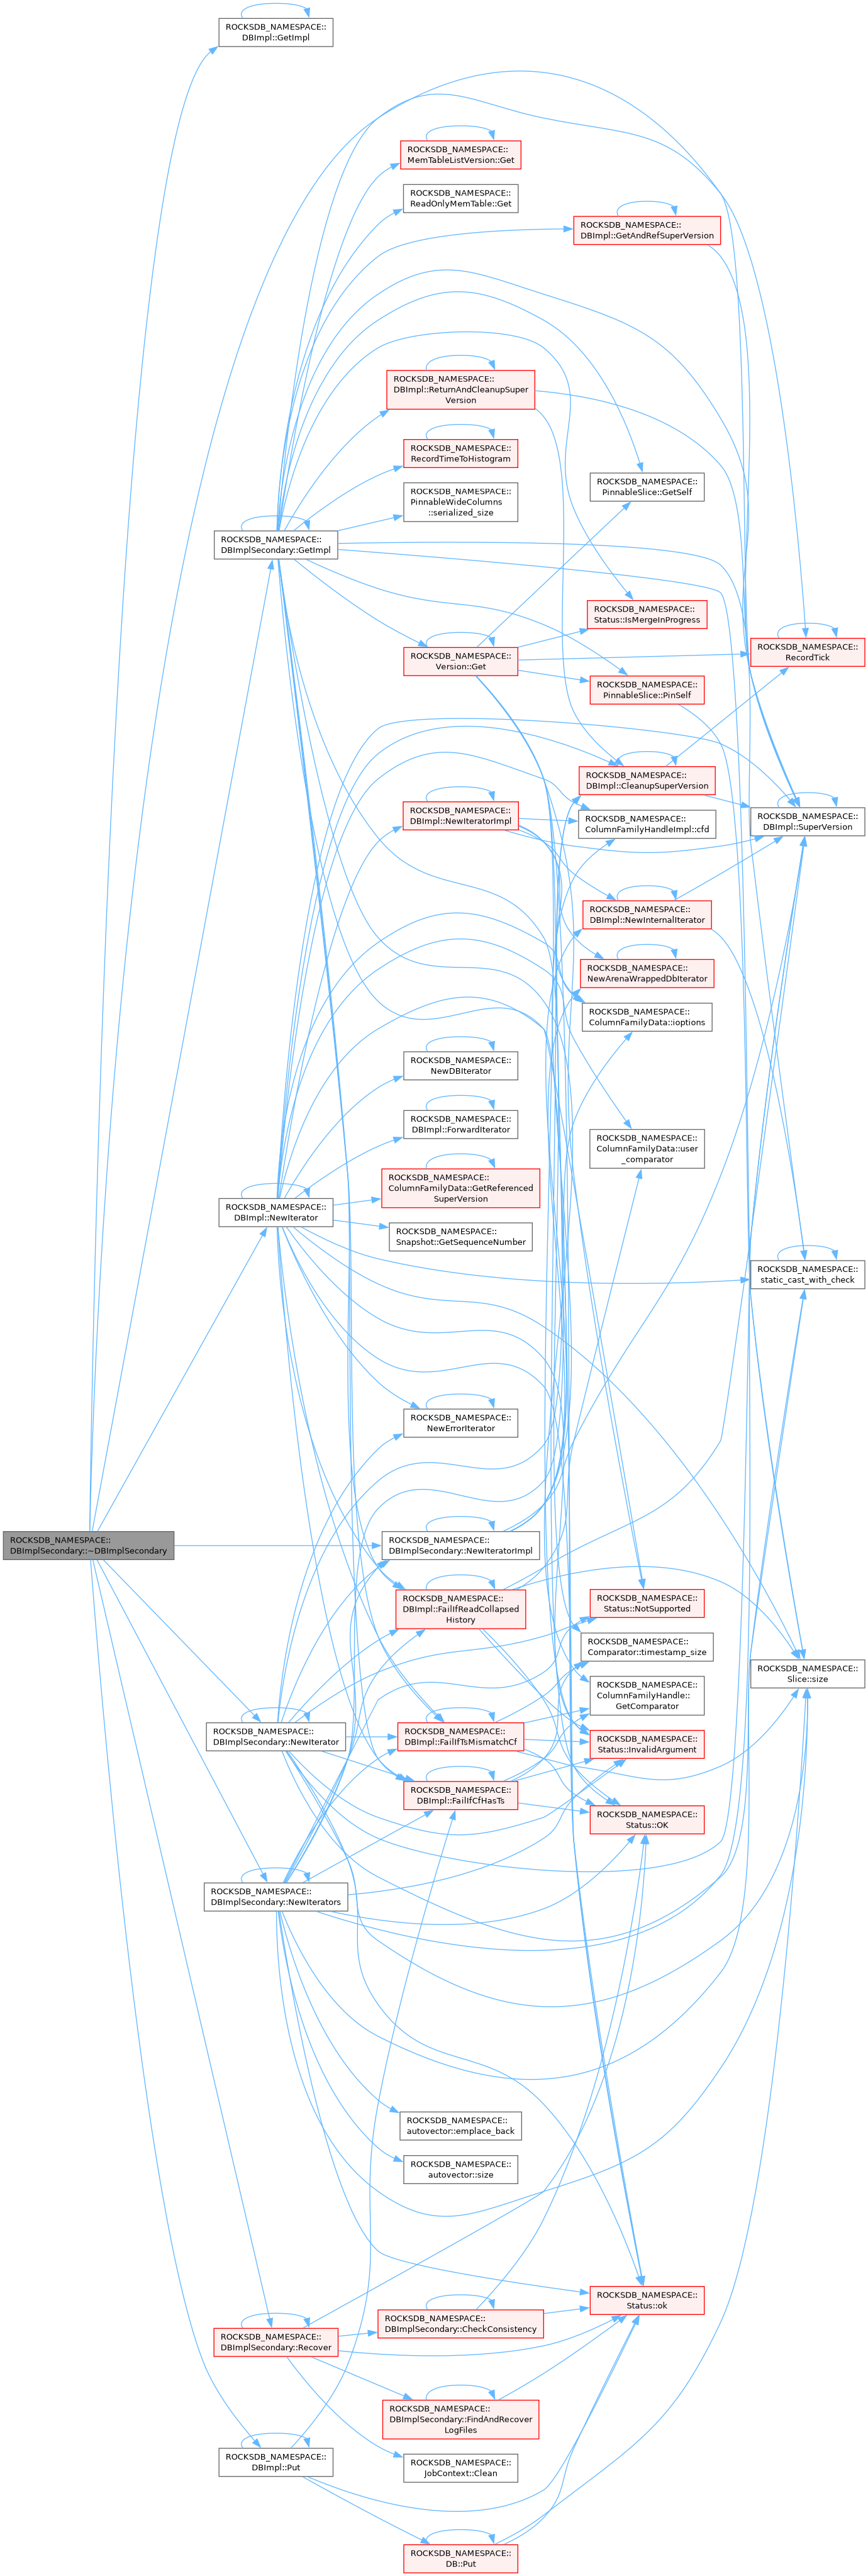 ROCKSDB_NAMESPACE::
DBImpl::GetImpl
ROCKSDB_NAMESPACE::
MemTableListVersion::Get
ROCKSDB_NAMESPACE::
ReadOnlyMemTable::Get
ROCKSDB_NAMESPACE::
DBImpl::GetAndRefSuperVersion
ROCKSDB_NAMESPACE::
DBImpl::ReturnAndCleanupSuper
Version
ROCKSDB_NAMESPACE::
RecordTimeToHistogram
ROCKSDB_NAMESPACE::
PinnableSlice::GetSelf
ROCKSDB_NAMESPACE::
PinnableWideColumns
::serialized_size
ROCKSDB_NAMESPACE::
DBImplSecondary::GetImpl
ROCKSDB_NAMESPACE::
Status::IsMergeInProgress
ROCKSDB_NAMESPACE::
Version::Get
ROCKSDB_NAMESPACE::
RecordTick
ROCKSDB_NAMESPACE::
PinnableSlice::PinSelf
ROCKSDB_NAMESPACE::
DBImpl::CleanupSuperVersion
ROCKSDB_NAMESPACE::
DBImpl::NewIteratorImpl
ROCKSDB_NAMESPACE::
ColumnFamilyHandleImpl::cfd
ROCKSDB_NAMESPACE::
DBImpl::SuperVersion
ROCKSDB_NAMESPACE::
DBImpl::NewInternalIterator
ROCKSDB_NAMESPACE::
NewArenaWrappedDbIterator
ROCKSDB_NAMESPACE::
ColumnFamilyData::ioptions
ROCKSDB_NAMESPACE::
NewDBIterator
ROCKSDB_NAMESPACE::
DBImpl::ForwardIterator
ROCKSDB_NAMESPACE::
ColumnFamilyData::user
_comparator
ROCKSDB_NAMESPACE::
ColumnFamilyData::GetReferenced
SuperVersion
ROCKSDB_NAMESPACE::
DBImpl::NewIterator
ROCKSDB_NAMESPACE::
Snapshot::GetSequenceNumber
ROCKSDB_NAMESPACE::
static_cast_with_check
ROCKSDB_NAMESPACE::
NewErrorIterator
ROCKSDB_NAMESPACE::
DBImplSecondary::~DBImplSecondary
ROCKSDB_NAMESPACE::
DBImplSecondary::NewIteratorImpl
ROCKSDB_NAMESPACE::
DBImpl::FailIfReadCollapsed
History
ROCKSDB_NAMESPACE::
Status::NotSupported
ROCKSDB_NAMESPACE::
Comparator::timestamp_size
ROCKSDB_NAMESPACE::
Slice::size
ROCKSDB_NAMESPACE::
ColumnFamilyHandle::
GetComparator
ROCKSDB_NAMESPACE::
DBImplSecondary::NewIterator
ROCKSDB_NAMESPACE::
DBImpl::FailIfTsMismatchCf
ROCKSDB_NAMESPACE::
Status::InvalidArgument
ROCKSDB_NAMESPACE::
DBImpl::FailIfCfHasTs
ROCKSDB_NAMESPACE::
Status::OK
ROCKSDB_NAMESPACE::
DBImplSecondary::NewIterators
ROCKSDB_NAMESPACE::
autovector::emplace_back
ROCKSDB_NAMESPACE::
autovector::size
ROCKSDB_NAMESPACE::
Status::ok
ROCKSDB_NAMESPACE::
DBImplSecondary::CheckConsistency
ROCKSDB_NAMESPACE::
DBImplSecondary::Recover
ROCKSDB_NAMESPACE::
DBImplSecondary::FindAndRecover
LogFiles
ROCKSDB_NAMESPACE::
DBImpl::Put
ROCKSDB_NAMESPACE::
JobContext::Clean
ROCKSDB_NAMESPACE::
DB::Put